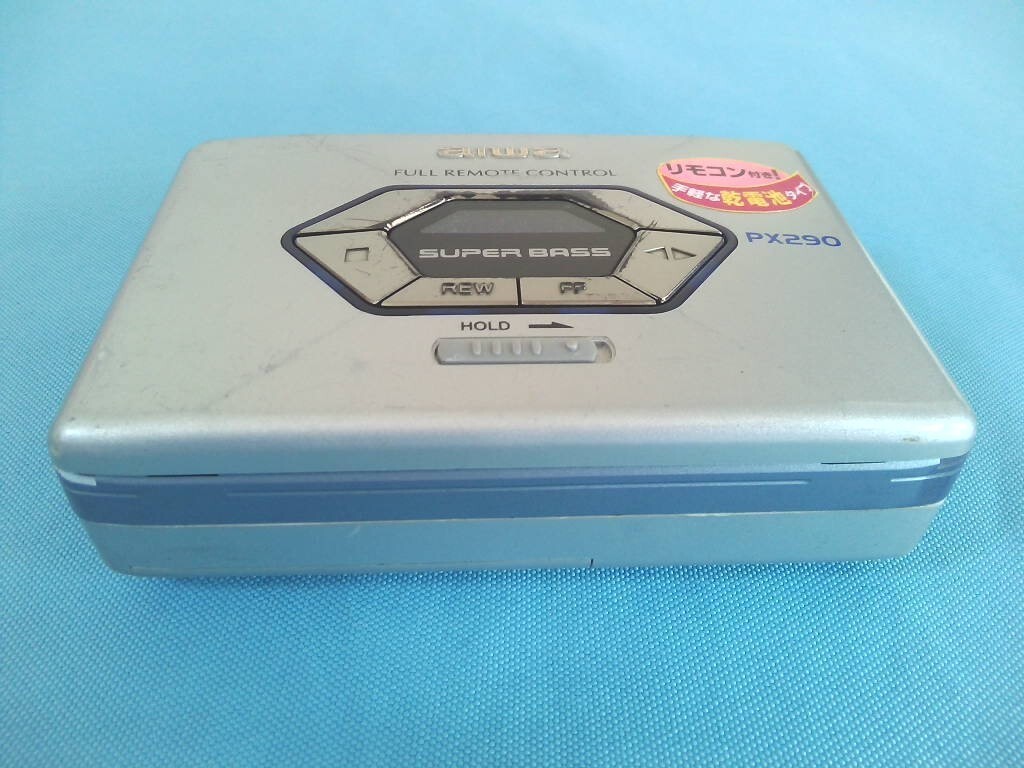 aiwa
FULL REMOTE CONTROL
リモコン付き!
手軽な乾電池タイプ
PX290
SUPER BASS
REW
FF
HOLD